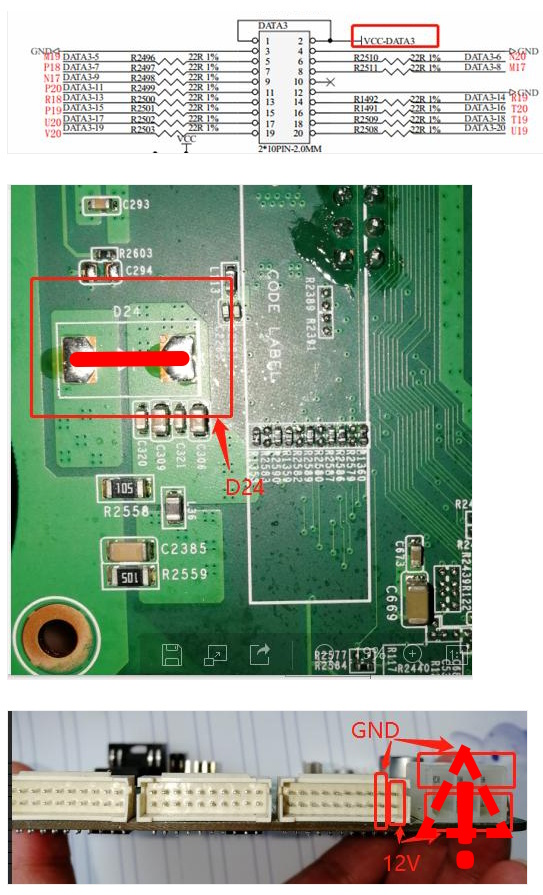 DATA3
1 2 VCC-DATA3
GND 3 4 GND
M19 DATA3-5 R2496 22R 1% 5 6 R2510 22R 1% DATA3-6 N20
P18 DATA3-7 R2497 22R 1% 7 8 R2511 22R 1% DATA3-8 M17
N17 DATA3-9 R2498 22R 1% 9 10
P20 DATA3-11 R2499 22R 1% 11 12 GND
R18 DATA3-13 R2500 22R 1% 13 14 R1492 22R 1% DATA3-14 R19
P19 DATA3-15 R2501 22R 1% 15 16 R1491 22R 1% DATA3-16 T20
U20 DATA3-17 R2502 22R 1% 17 18 R2509 22R 1% DATA3-18 T19
V20 DATA3-19 R2503 22R 1% 19 20 R2508 22R 1% DATA3-20 U19
VCC
2*10PIN-2.0MM
C293
R2603
C294
D24
CODE LABEL
R2389
R2391
C320
C309
C321
C306
D24
105
R2558
L36
C2385
501
R2559
C673
C669
R2439
R122
R2577
R2584
19%
1:1
R117
R2440
GND
12V